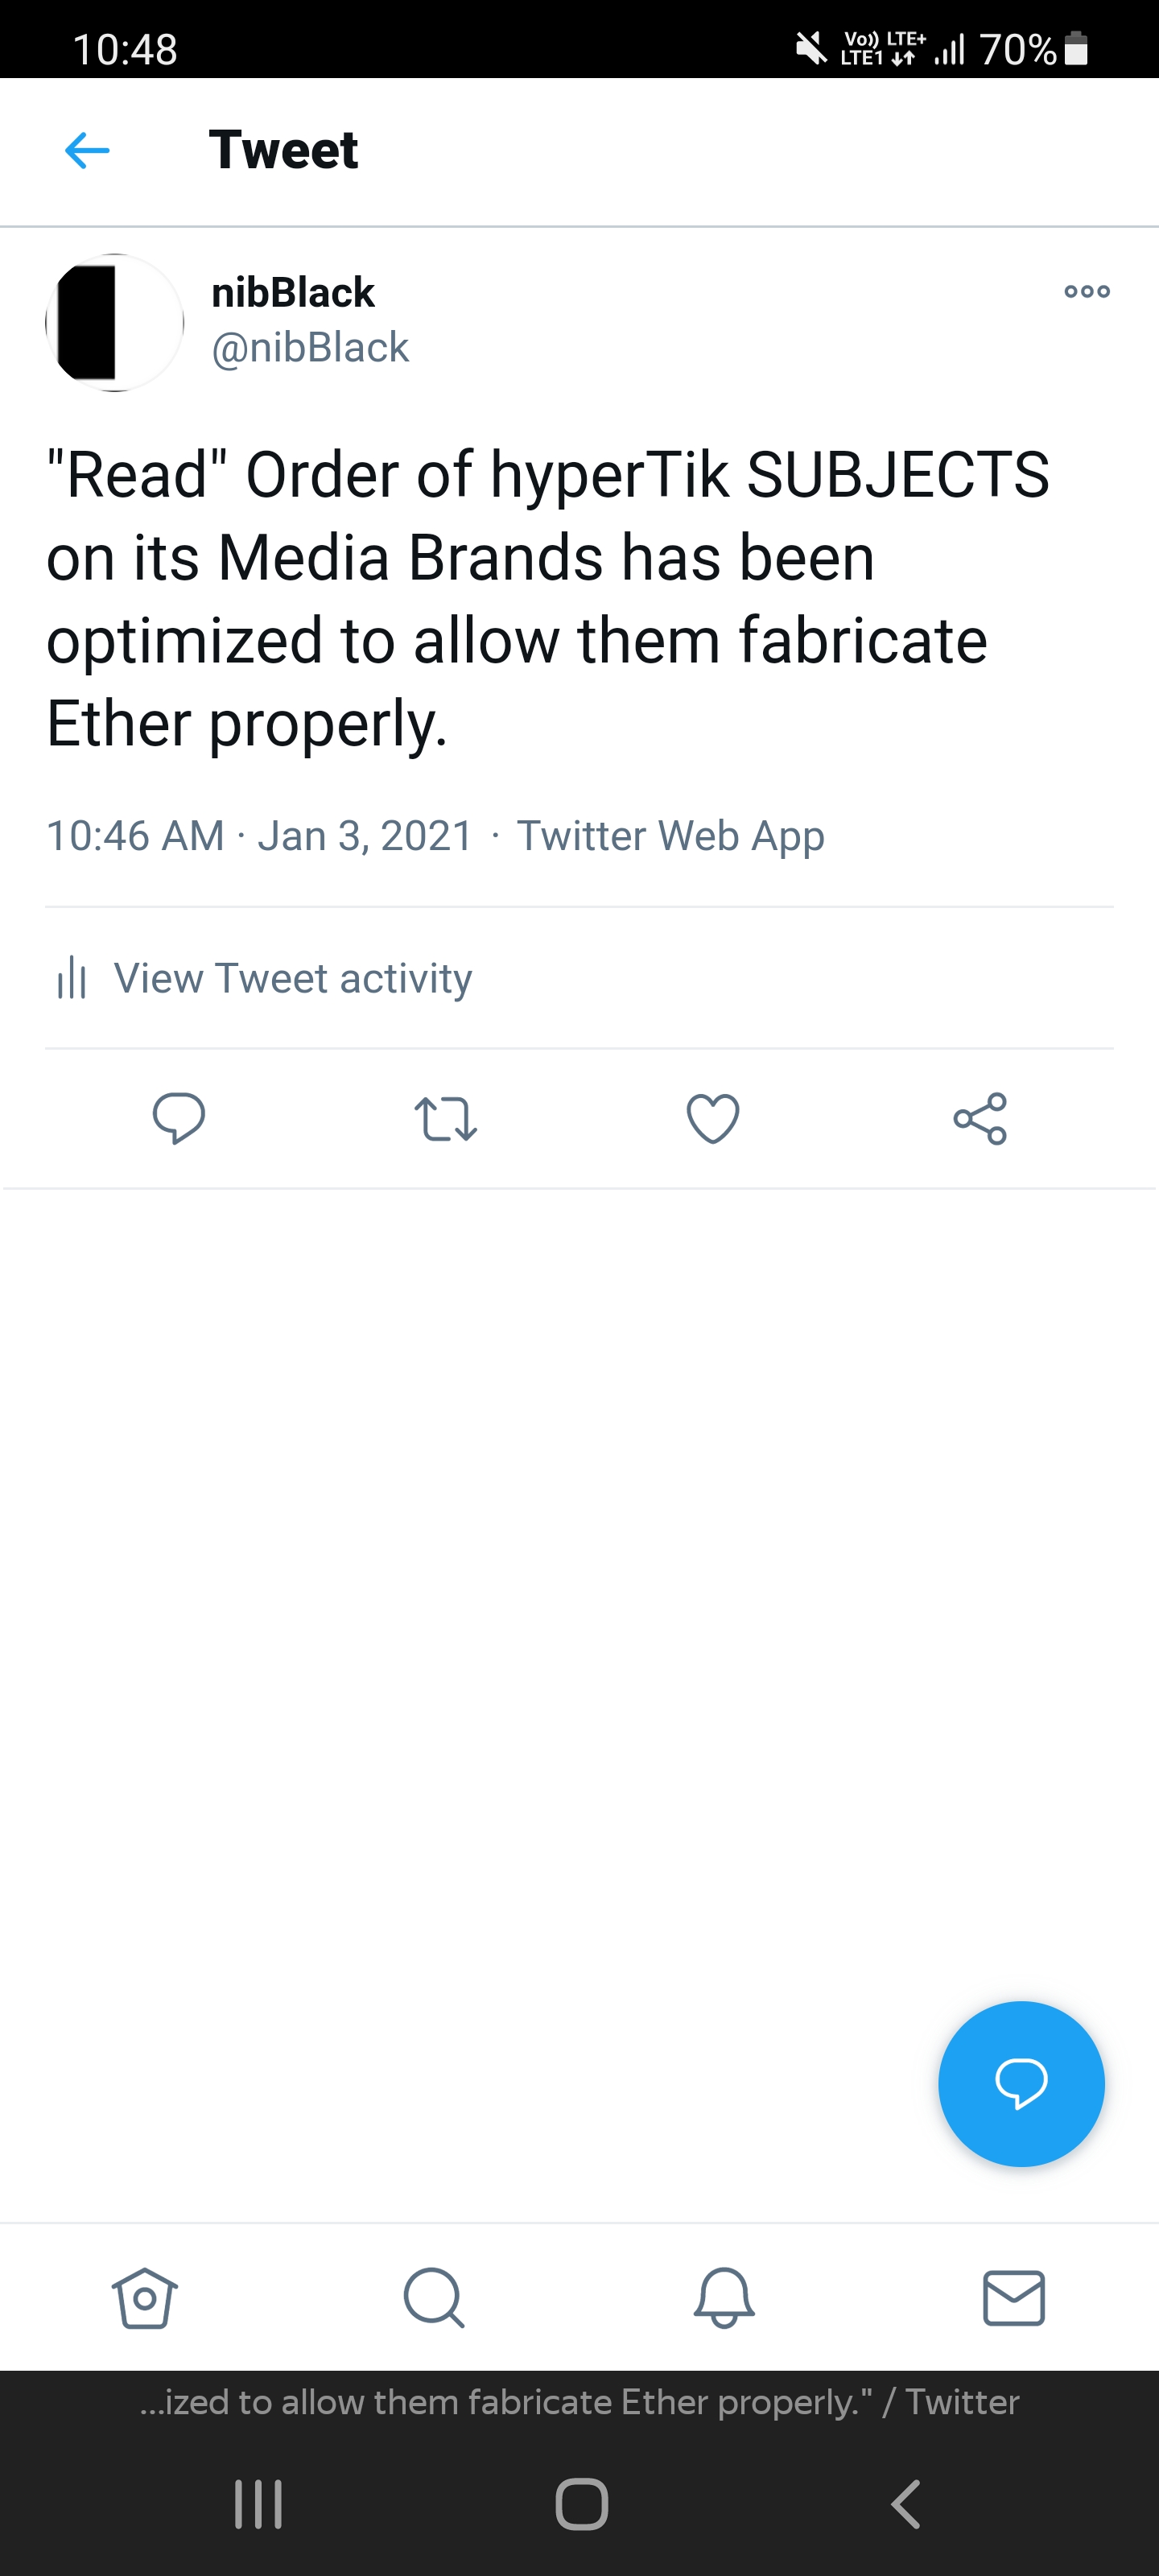 10:48
Vo)) LTE+
LTE1
70%
Tweet
nibBlack
@nibBlack
"Read" Order of hyperTik SUBJECTS
on its Media Brands has been
optimized to allow them fabricate
Ether properly.
10:46 AM · Jan 3, 2021 · Twitter Web App
View Tweet activity
...ized to allow them fabricate Ether properly." / Twitter